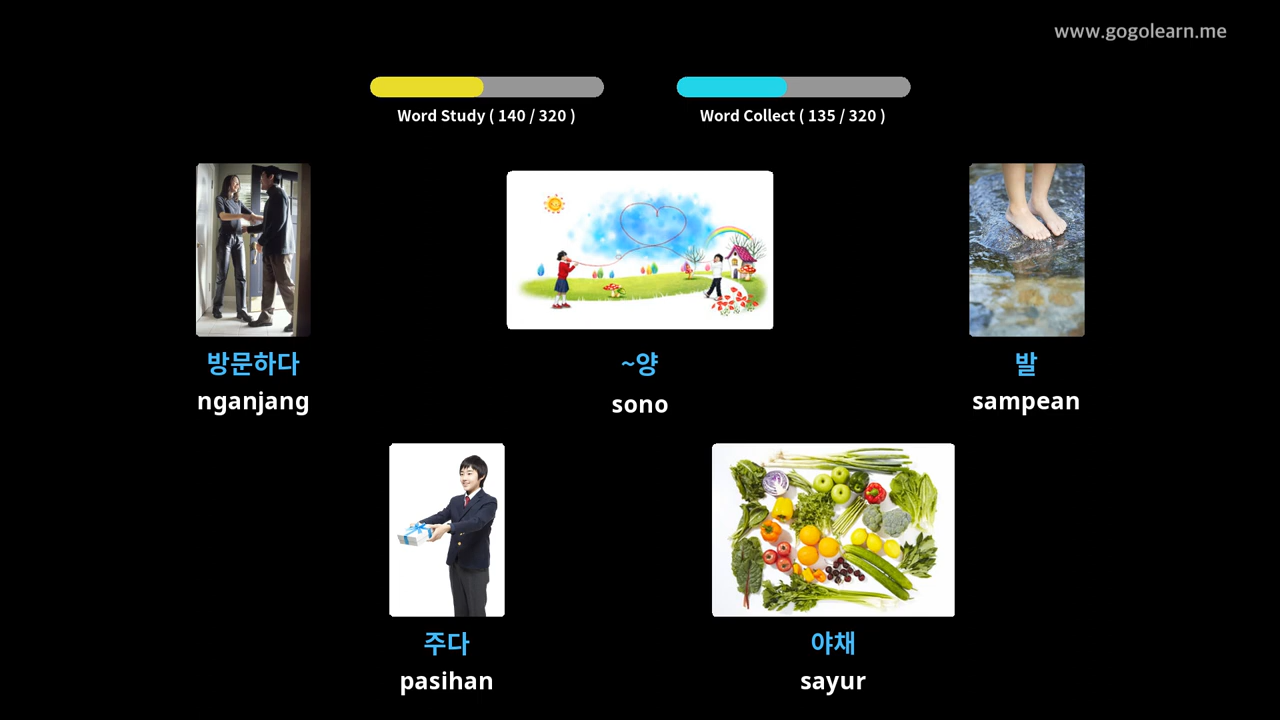 www.gogolearn.me
Word Study ( 140 / 320 )
Word Collect ( 135 / 320 )
방문하다
nganjang
~양
sono
발
sampean
주다
pasihan
야채
sayur